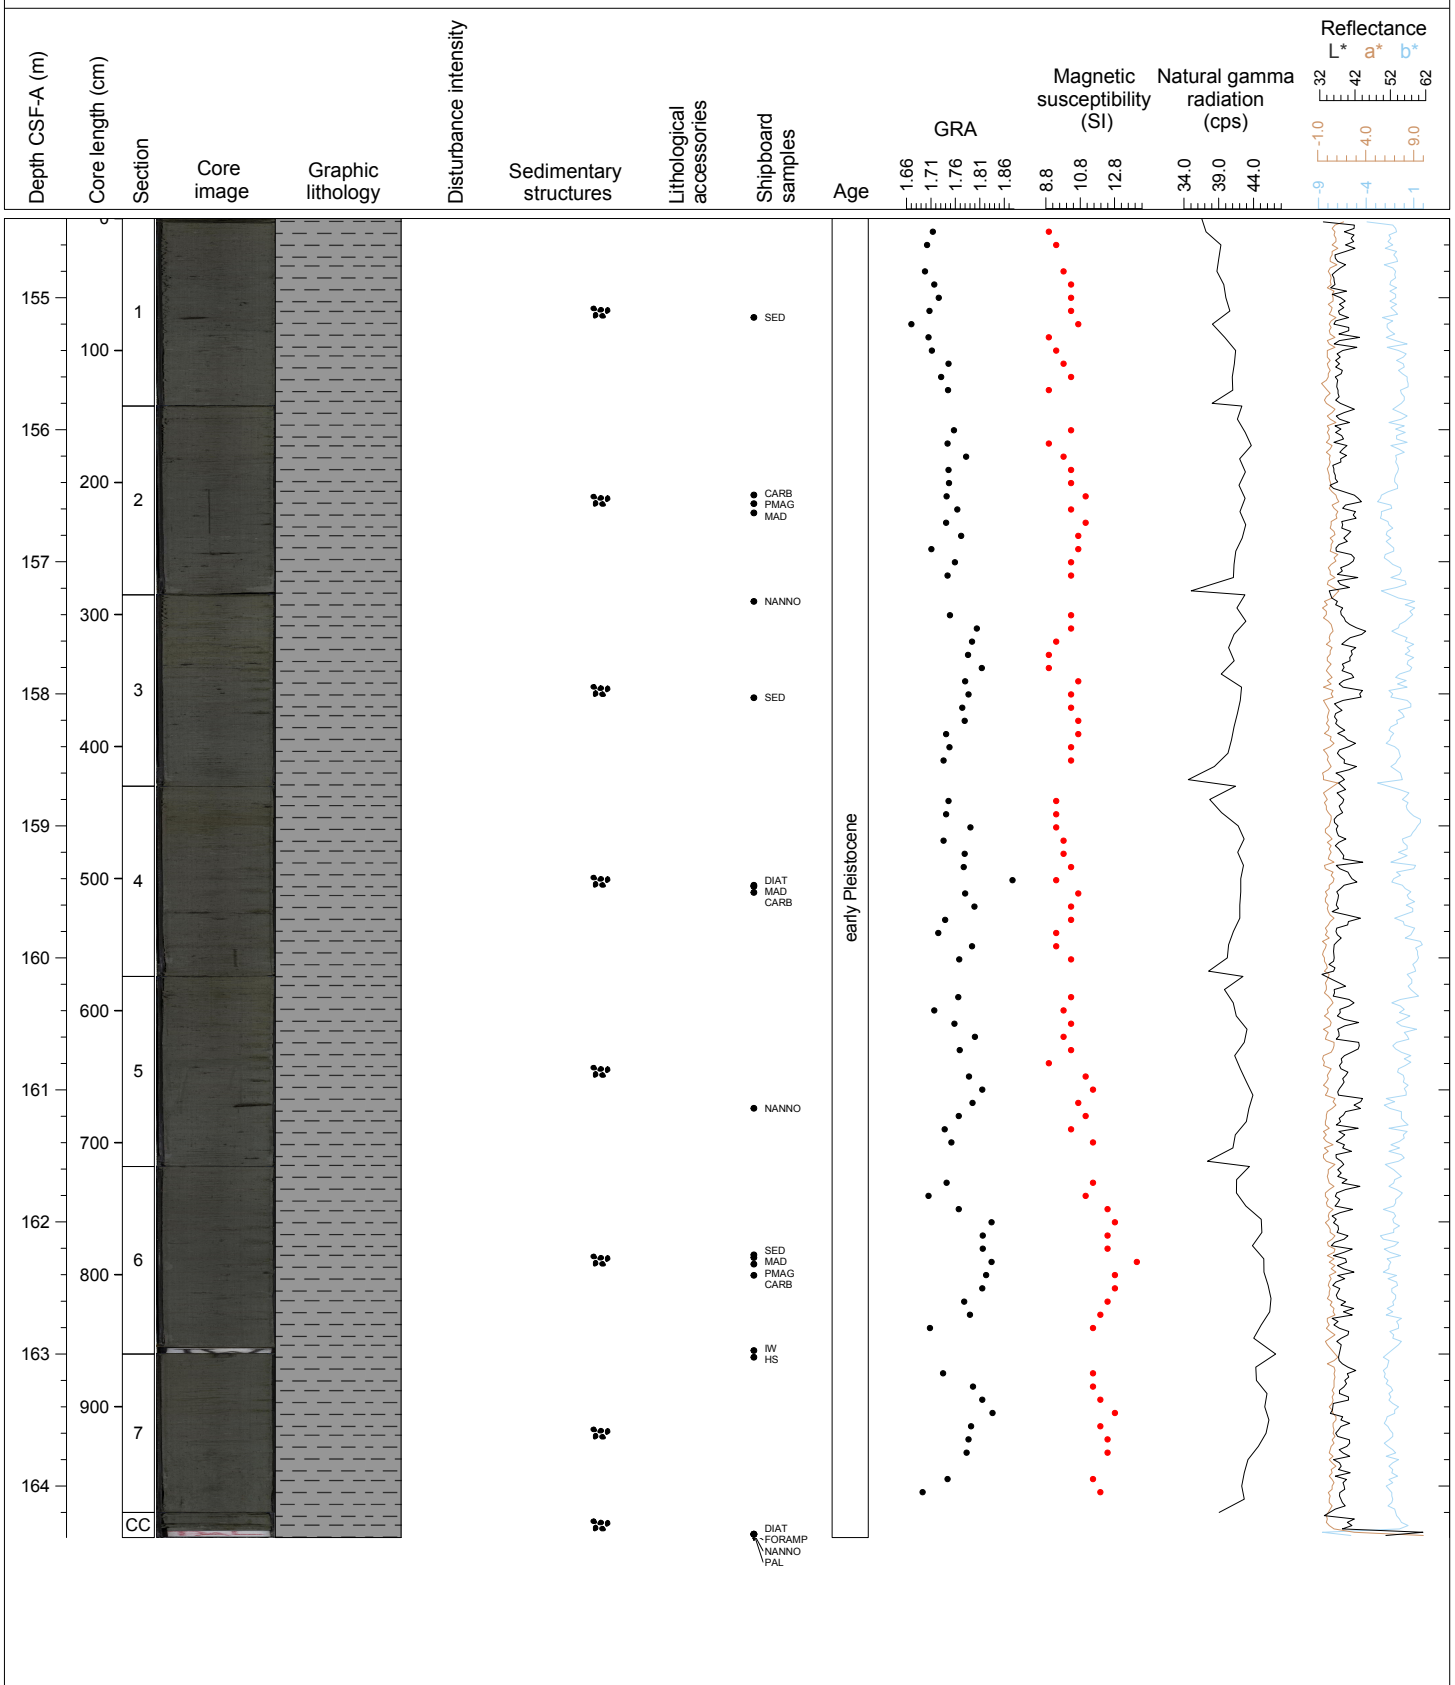 Depth CSF-A (m)
Core length (cm)
Section
Core
image
Graphic
lithology
Disturbance intensity
Sedimentary
structures
Lithological
accessories
Shipboard
samples
Age
GRA
1.66 1.71 1.76 1.81 1.86
Magnetic
susceptibility
(SI)
8.8 10.8 12.8
Natural gamma
radiation
(cps)
34.0 39.0 44.0
Reflectance
L* a* b*
32 42 52 62
-1.0 4.0 9.0
-9 -4 1
0
155
1
SED
100
156
200
2
CARB
PMAG
MAD
157
NANNO
300
158
3
SED
400
159
500
4
DIAT
MAD
CARB
early Pleistocene
160
600
5
161
NANNO
700
162
6
SED
MAD
PMAG
CARB
800
163
IW
HS
900
7
164
CC
DIAT
FORAMP
NANNO
PAL